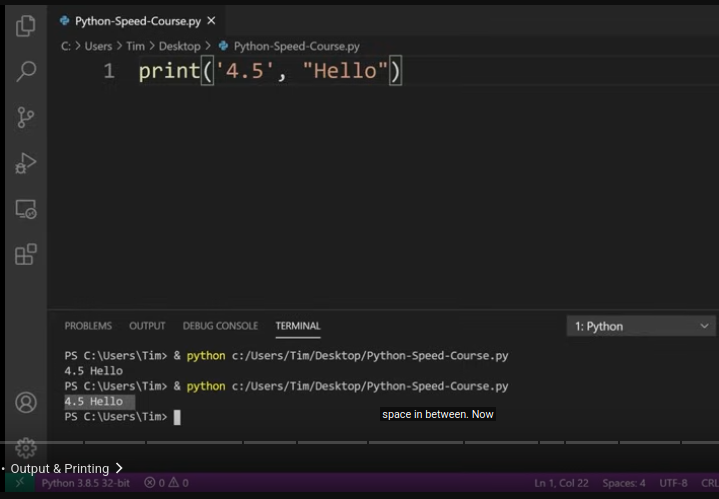 Python-Speed-Course.py ×
C: > Users > Tim > Desktop > Python-Speed-Course.py
1 print('4.5', "Hello")
PROBLEMS OUTPUT DEBUG CONSOLE TERMINAL 1: Python
PS C:\Users\Tim> & python c:/Users/Tim/Desktop/Python-Speed-Course.py
4.5 Hello
PS C:\Users\Tim> & python c:/Users/Tim/Desktop/Python-Speed-Course.py
4.5 Hello
PS C:\Users\Tim>
space in between. Now
• Output & Printing >
Python 3.8.5 32-bit 0 0 Ln 1, Col 22 Spaces: 4 UTF-8